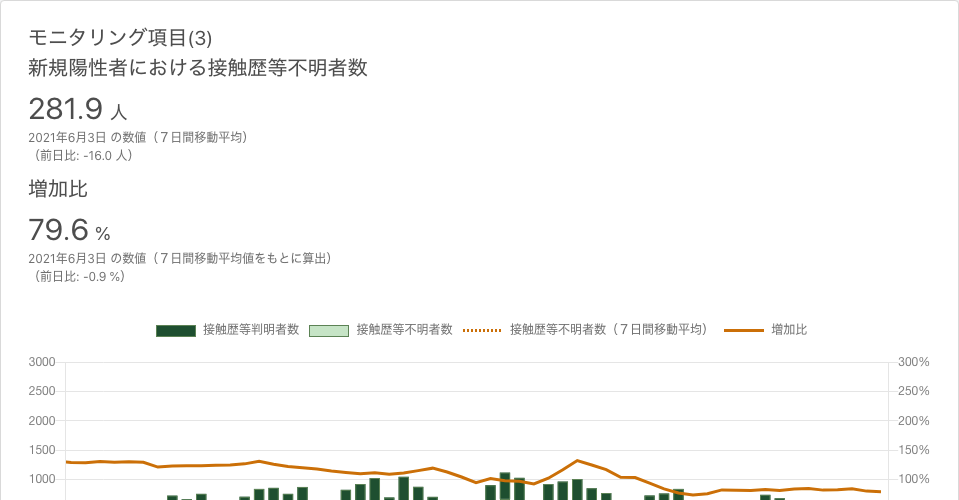 モニタリング項目(3)
新規陽性者における接触歴等不明者数
281.9 人
2021年6月3日 の数値（７日間移動平均）
（前日比: -16.0 人）
増加比
79.6 %
2021年6月3日 の数値（７日間移動平均値をもとに算出）
（前日比: -0.9 %）
接触歴等判明者数 接触歴等不明者数 接触歴等不明者数（７日間移動平均） 増加比
3000 300%
2500 250%
2000 200%
1500 150%
1000 100%